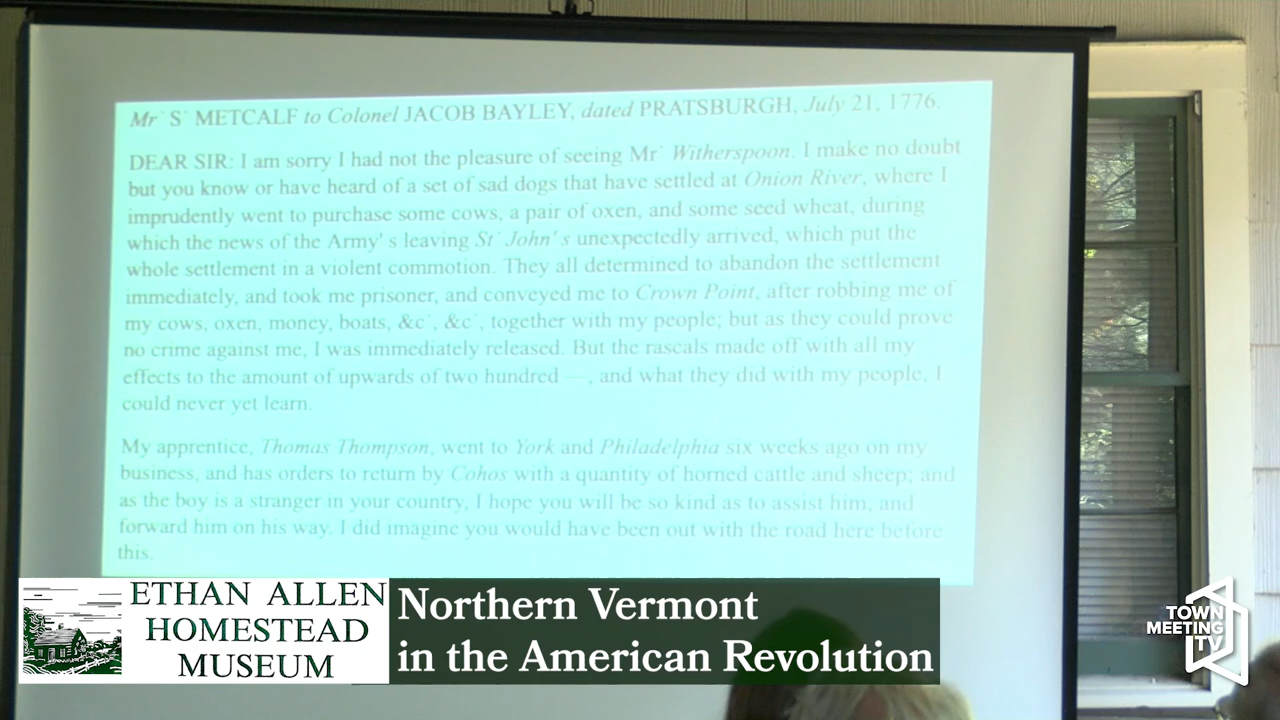 Mr S METCALF to Colonel JACOB BAYLEY, dated PRATSBURGH, July 21, 1776.
DEAR SIR: I am sorry I had not the pleasure of seeing Mr Witherspoon. I make no doubt
but you know or have heard of a set of sad dogs that have settled at Onion River, where I
imprudently went to purchase some cows, a pair of oxen, and some seed wheat, during
which the news of the Army's leaving St John's unexpectedly arrived, which put the
whole settlement in a violent commotion. They all determined to abandon the settlement
immediately, and took me prisoner, and conveyed me to Crown Point, after robbing me of
my cows, oxen, money, boats, &c, &c, together with my people; but as they could prove
no crime against me, I was immediately released. But the rascals made off with all my
effects to the amount of upwards of two hundred —, and what they did with my people, I
could never yet learn.
My apprentice, Thomas Thompson, went to York and Philadelphia six weeks ago on my
business, and has orders to return by Cohos with a quantity of horned cattle and sheep; and
as the boy is a stranger in your country, I hope you will be so kind as to assist him, and
forward him on his way. I did imagine you would have been out with the road here before
this.
ETHAN ALLEN
HOMESTEAD
MUSEUM
Northern Vermont
in the American Revolution
TOWN
MEETING
TV